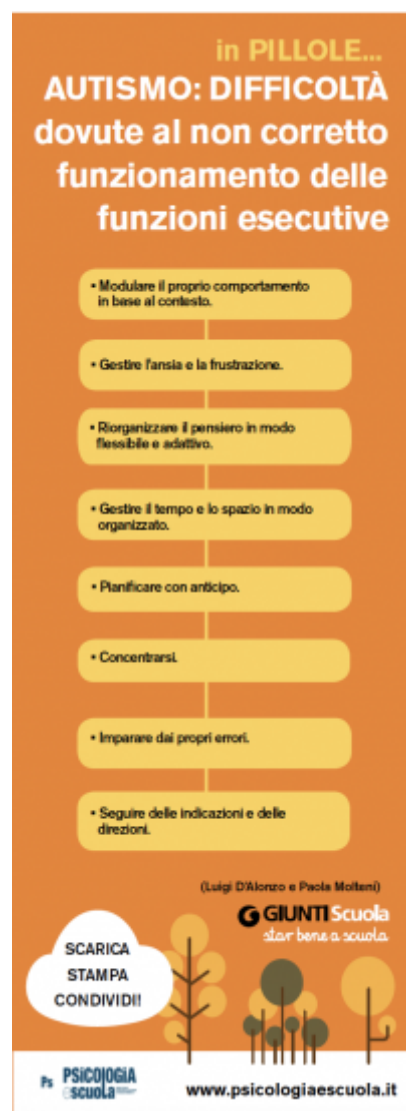 in PILLOLE...
AUTISMO: DIFFICOLTÀ
dovute al non corretto
funzionamento delle
funzioni esecutive
• Modulare il proprio comportamento
in base al contesto.
• Gestire l'ansia e la frustrazione.
• Riorganizzare il pensiero in modo
flessibile e adattivo.
• Gestire il tempo e lo spazio in modo
organizzato.
• Pianificare con anticipo.
• Concentrarsi.
• Imparare dai propri errori.
• Seguire delle indicazioni e delle
direzioni.
(Luigi D'Alonzo e Paola Molteni)
GIUNTI Scuola
star bene a scuola
SCARICA
STAMPA
CONDIVIDI!
Ps PSICOLOGIA
escuola
www.psicologiaescuola.it